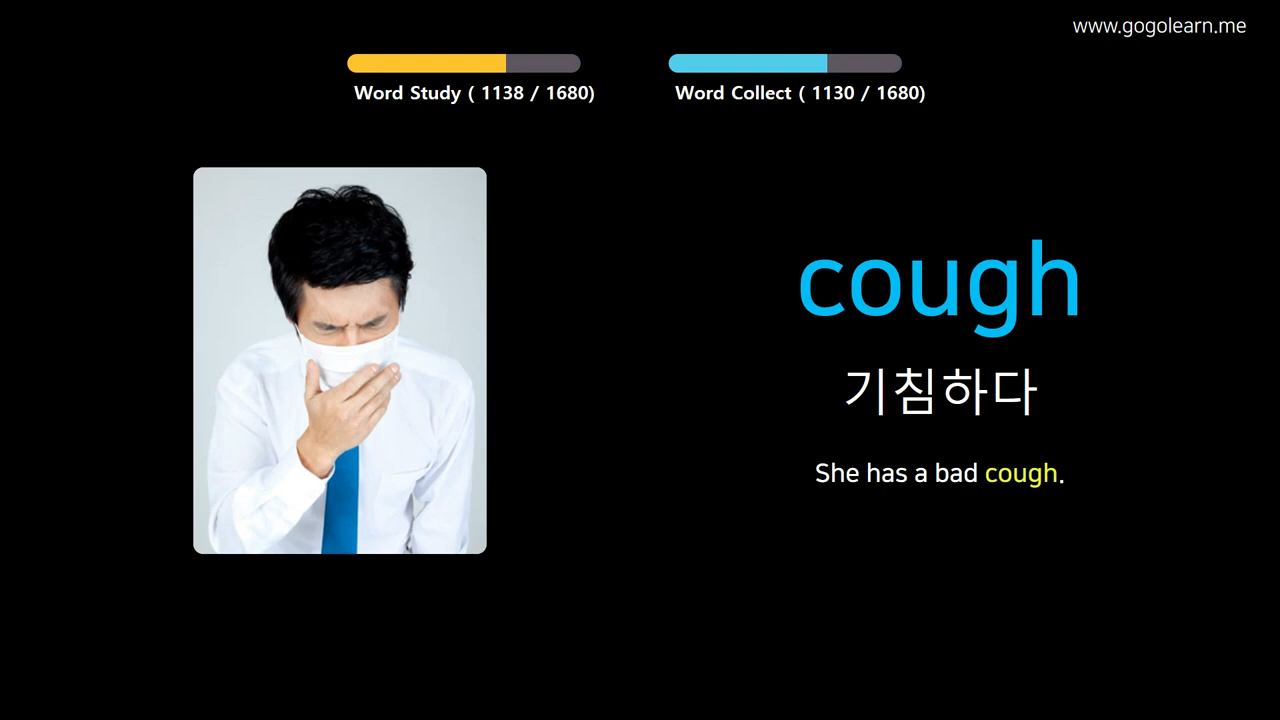 www.gogolearn.me
Word Study ( 1138 / 1680)
Word Collect ( 1130 / 1680)
cough
기침하다
She has a bad cough.